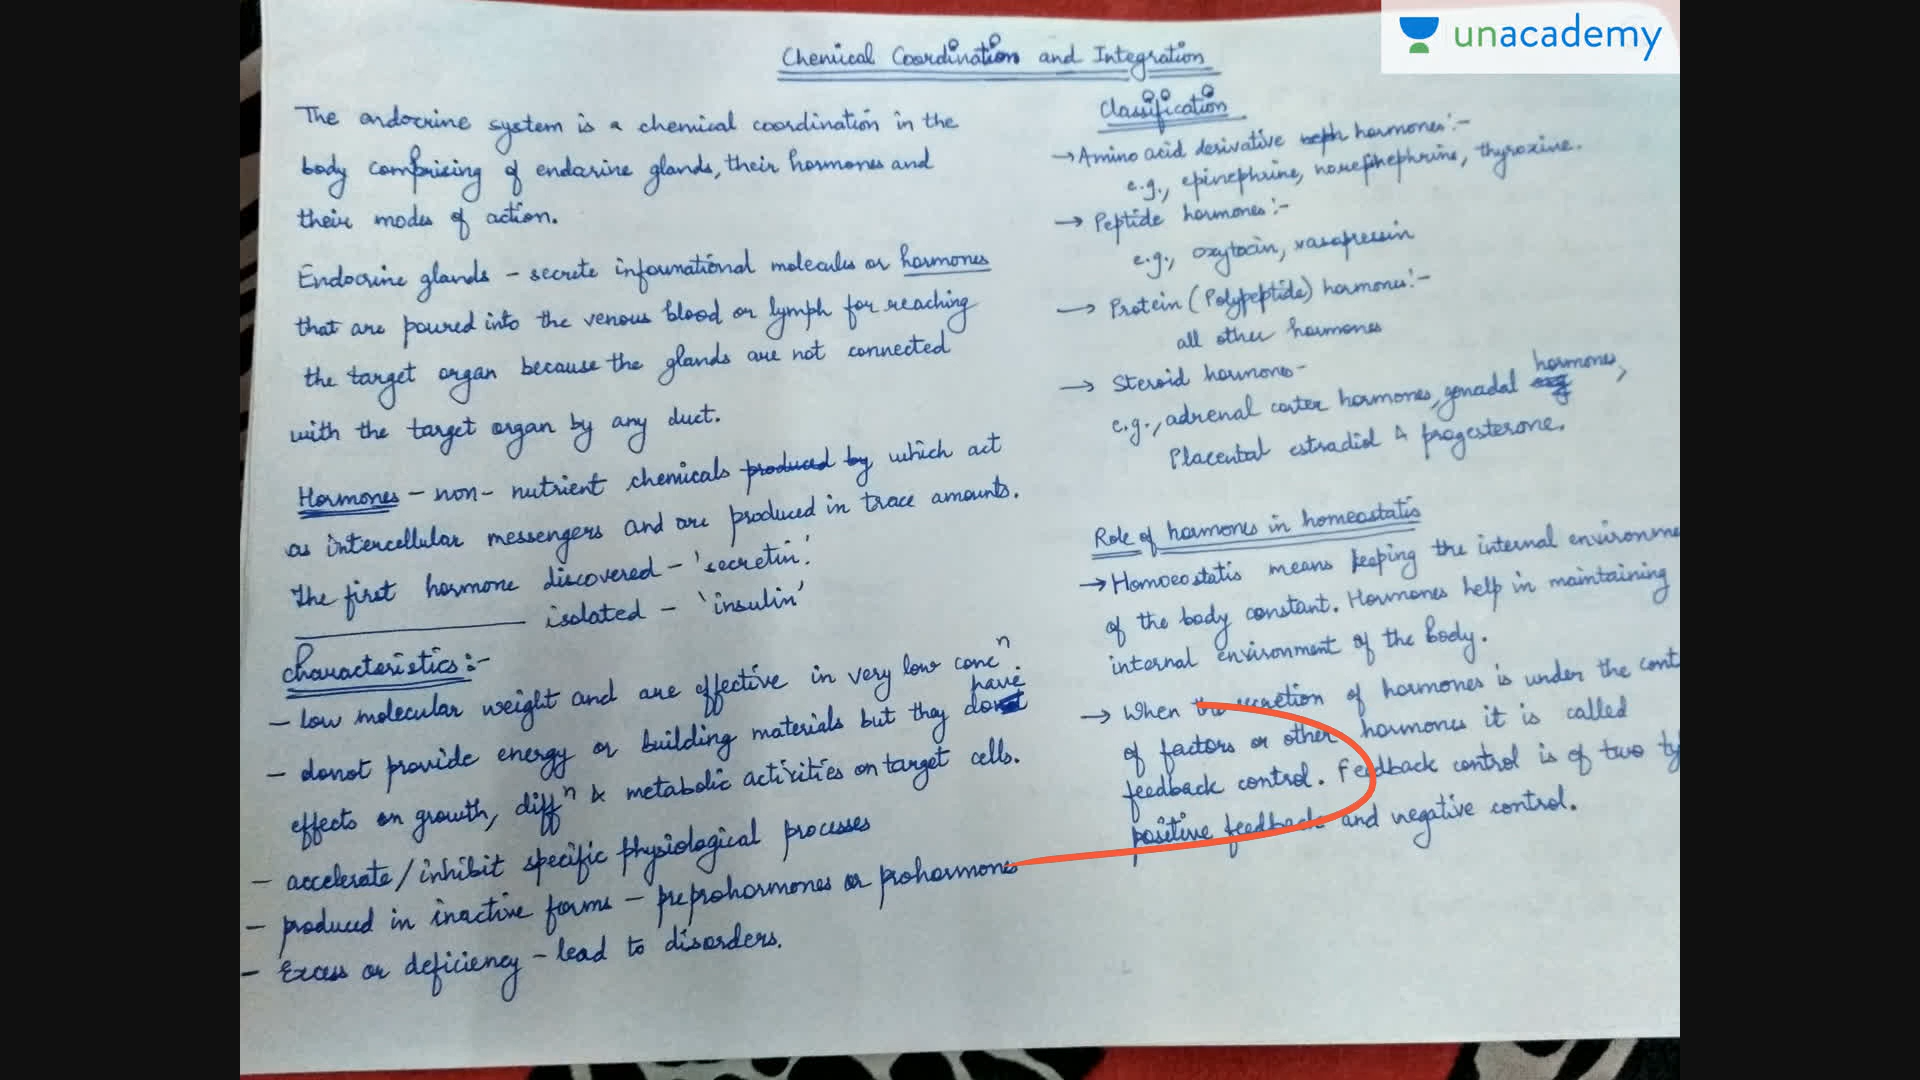 unacademy
Chemical Coordination and Integration
The endocrine system is a chemical coordination in the
body comprising of endocrine glands, their hormones and
their modes of action.
Endocrine glands - secrete informational molecules or hormones
that are poured into the venous blood or lymph for reaching
the target organ because the glands are not connected
with the target organ by any duct.
Hormones - non-nutrient chemicals produced by which act
as intercellular messengers and are produced in trace amounts.
The first hormone discovered - 'secretin'.
isolated - 'insulin'
Characteristics:-
- low molecular weight and are effective in very low concn.
- donot provide energy or building materials but they have
effects on growth, diffn & metabolic activities on target cells.
- accelerate/inhibit specific physiological processes
- produced in inactive forms - preprohormones or prohormones
- Excess or deficiency - lead to disorders.
Classification
→ Amino acid derivative hormones:-
e.g., epinephrine, norepinephrine, thyroxine.
→ Peptide hormones:-
e.g., oxytocin, vasopressin
→ Protein (Polypeptide) hormones:-
all other hormones
→ Steroid hormones-
e.g., adrenal cortex hormones, gonadal hormones,
Placental estradiol & progesterone.
Role of hormones in homeostatis
→ Homoeostatis means keeping the internal environme
of the body constant. Hormones help in maintaining
internal environment of the body.
→ When the secretion of hormones is under the cont
of factors or other hormones it is called
feedback control. Feedback control is of two ty
positive feedback and negative control.